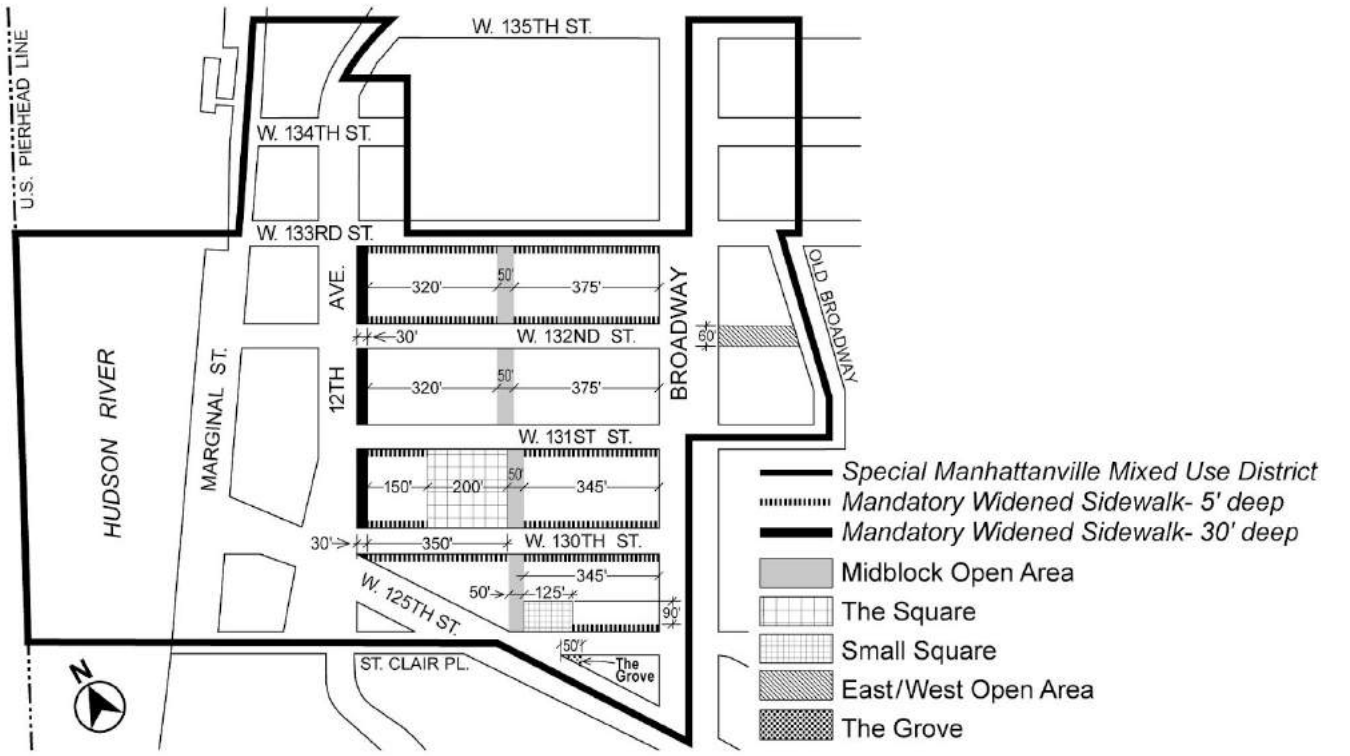 U.S. PIERHEAD LINE
W. 135TH ST.
W. 134TH ST.
W. 133RD ST.
AVE.
50'
320'
375'
BROADWAY
OLD BROADWAY
30'
W. 132ND ST.
60'
HUDSON RIVER
MARGINAL ST.
12TH
50'
320'
375'
W. 131ST ST.
50'
150'
200'
345'
30'
350'
W. 130TH ST.
345'
50'
125'
90'
W. 125TH ST.
50'
The
Grove
ST. CLAIR PL.
N
Special Manhattanville Mixed Use District
Mandatory Widened Sidewalk- 5' deep
Mandatory Widened Sidewalk- 30' deep
Midblock Open Area
The Square
Small Square
East/West Open Area
The Grove